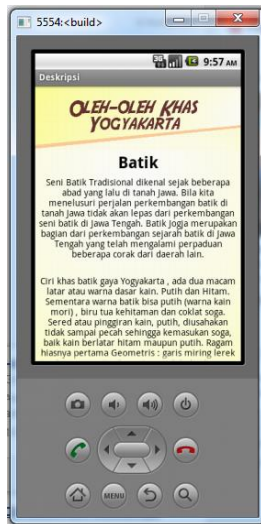 5554:<build>
3G 9:57 AM
Deskripsi
OLEH-OLEH KHAS
YOGYAKARTA
Batik
Seni Batik Tradisional dikenal sejak beberapa
abad yang lalu di tanah Jawa. Bila kita
menelusuri perjalan perkembangan batik di
tanah Jawa tidak akan lepas dari perkembangan
seni batik di Jawa Tengah. Batik Jogja merupakan
bagian dari perkembangan sejarah batik di Jawa
Tengah yang telah mengalami perpaduan
beberapa corak dari daerah lain.
Ciri khas batik gaya Yogyakarta , ada dua macam
latar atau warna dasar kain. Putih dan Hitam.
Sementara warna batik bisa putih (warna kain
mori) , biru tua kehitaman dan coklat soga.
Sered atau pinggiran kain, putih, diusahakan
tidak sampai pecah sehingga kemasukan soga,
baik kain berlatar hitam maupun putih. Ragam
hiasnya pertama Geometris : garis miring lerek
MENU